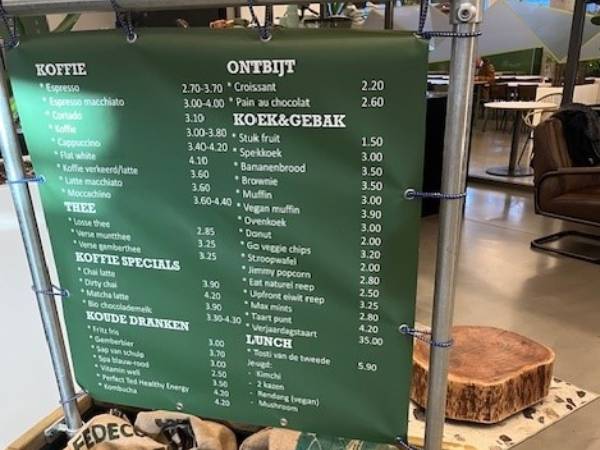 KOFFIE
* Espresso 2.70-3.70
* Espresso macchiato 3.00-4.00
* Cortado 3.10
* Koffie 3.00-3.80
* Cappuccino 3.40-4.20
* Flat white 4.10
* Koffie verkeerd/latte 3.60
* Latte macchiato 3.60
* Moccachino 3.60-4.40
THEE
* Losse thee 2.85
* Verse muntthee 3.25
* Verse gemberthee 3.25
KOFFIE SPECIALS
* Chai latte 3.90
* Dirty chai 4.20
* Matcha latte 3.90
* Bio chocolademelk 3.30-4.30
KOUDE DRANKEN
* Fritz fris 3.00
* Gemberbier 3.70
* Sap van schulp 3.00
* Spa blauw-rood 2.50
* Vitamin well 3.50
* Perfect Ted Healthy Energy 4.20
* Kombucha 4.20
ONTBIJT
* Croissant 2.20
* Pain au chocolat 2.60
KOEK&GEBAK
* Stuk fruit 1.50
* Spekkoek 3.00
* Bananenbrood 3.50
* Brownie 3.50
* Muffin 3.00
* Vegan muffin 3.90
* Ovenkoek 3.00
* Donut 2.00
* Go veggie chips 3.20
* Stroopwafel 2.00
* Jimmy popcorn 2.80
* Eat naturel reep 2.50
* Upfront eiwit reep 3.25
* Max mints 2.80
* Taart punt 4.20
* Verjaardagstaart 35.00
LUNCH
* Tosti van de tweede
Jeugd: 5.90
- Kimchi
- 2 kazen
- Rendang (vegan)
- Mushroom